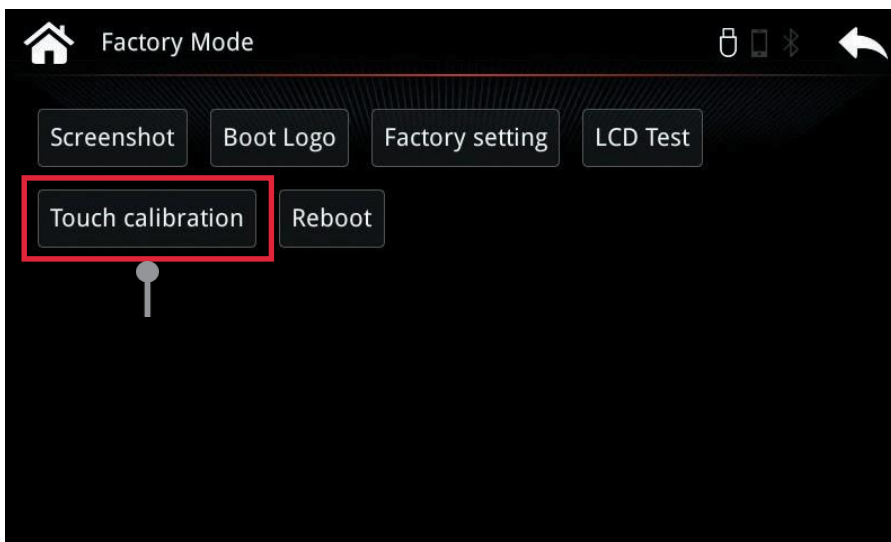 Factory Mode
Screenshot Boot Logo Factory setting LCD Test
Touch calibration Reboot